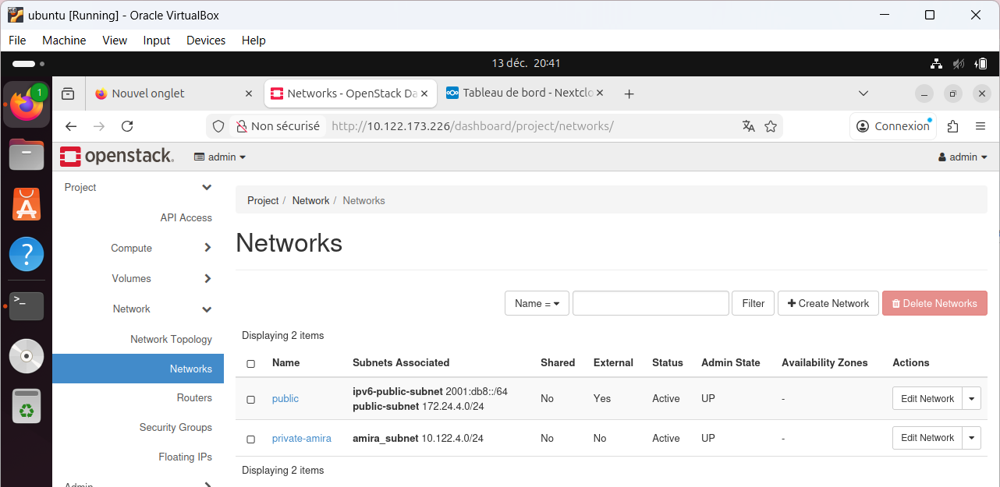 ubuntu [Running] - Oracle VirtualBox
File Machine View Input Devices Help
13 déc. 20:41
1
Nouvel onglet
Networks - OpenStack Da
Tableau de bord - Nextclo
Non sécurisé
http://10.122.173.226/dashboard/project/networks/
Connexion
openstack.
admin
admin
Project
API Access
Compute
Volumes
Network
Network Topology
Networks
Routers
Security Groups
Floating IPs
Admin
Project / Network / Networks
Networks
Name =
Filter
Create Network
Delete Networks
Displaying 2 items
Name Subnets Associated Shared External Status Admin State Availability Zones Actions
public ipv6-public-subnet 2001:db8::/64
public-subnet 172.24.4.0/24 No Yes Active UP - Edit Network
private-amira amira_subnet 10.122.4.0/24 No No Active UP - Edit Network
Displaying 2 items